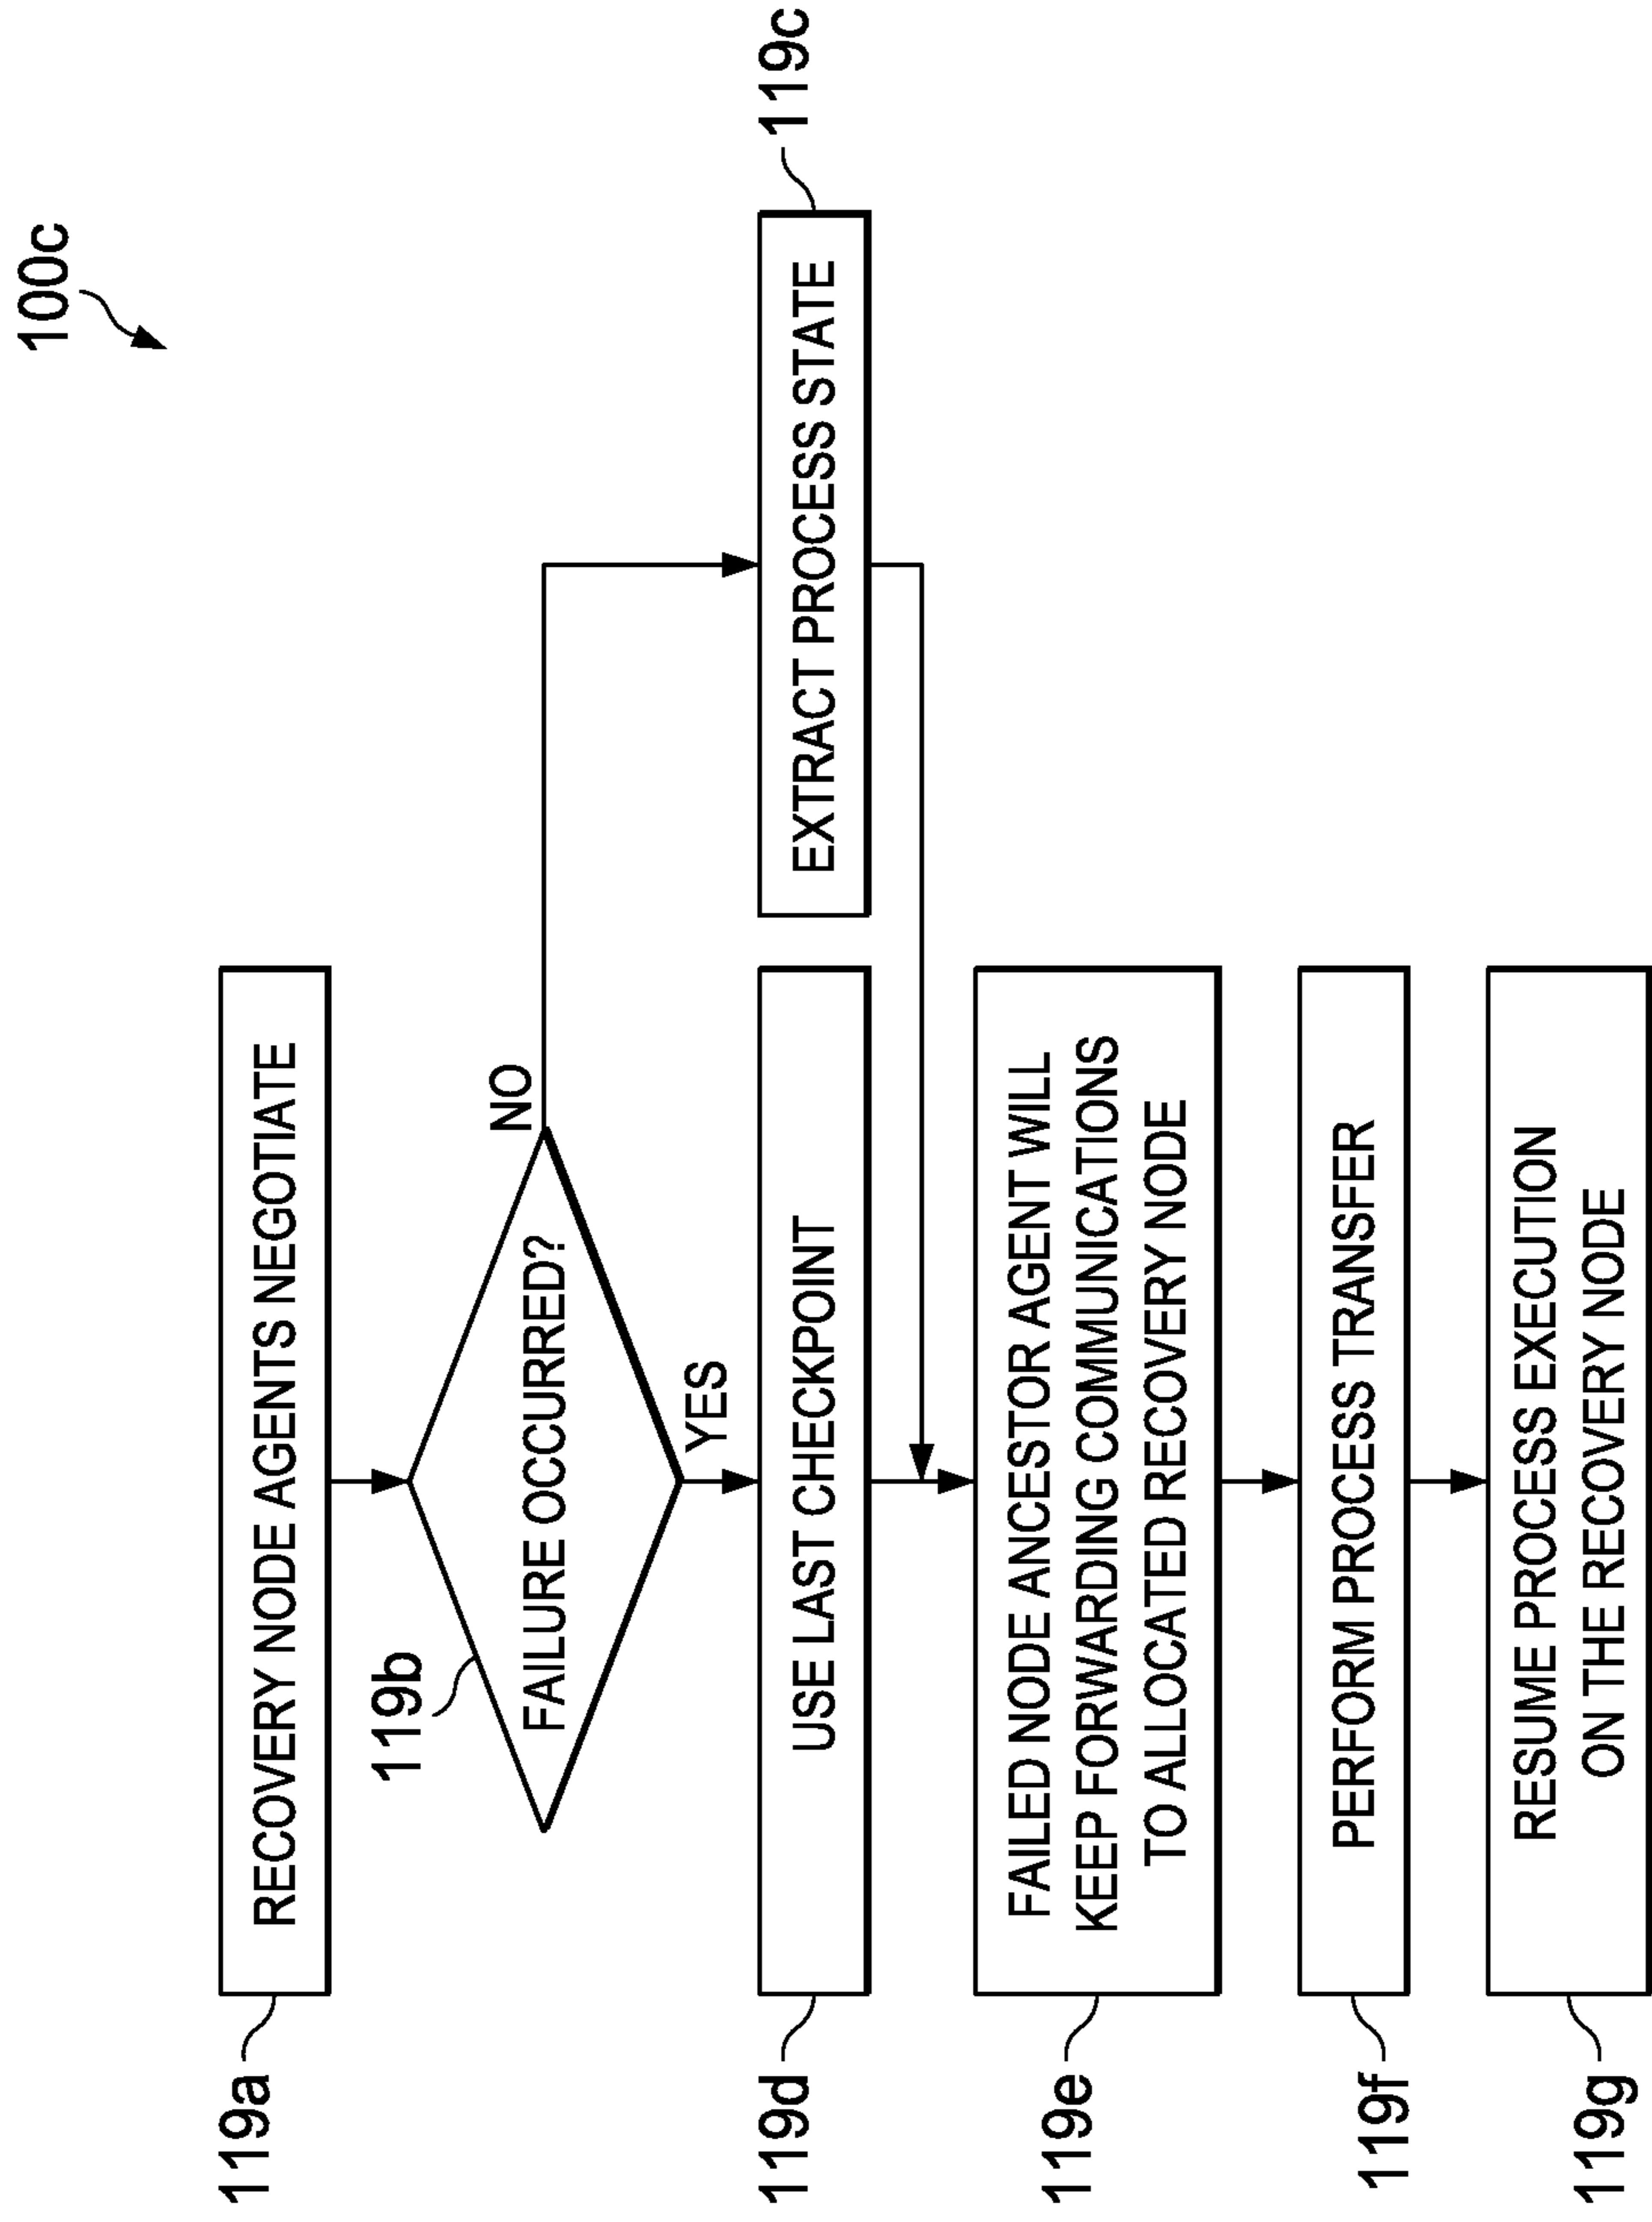 100c
119a
RECOVERY NODE AGENTS NEGOTIATE
119b
FAILURE OCCURRED?
NO
YES
119d
USE LAST CHECKPOINT
EXTRACT PROCESS STATE
119c
119e
FAILED NODE ANCESTOR AGENT WILL
KEEP FORWARDING COMMUNICATIONS
TO ALLOCATED RECOVERY NODE
119f
PERFORM PROCESS TRANSFER
119g
RESUME PROCESS EXECUTION
ON THE RECOVERY NODE